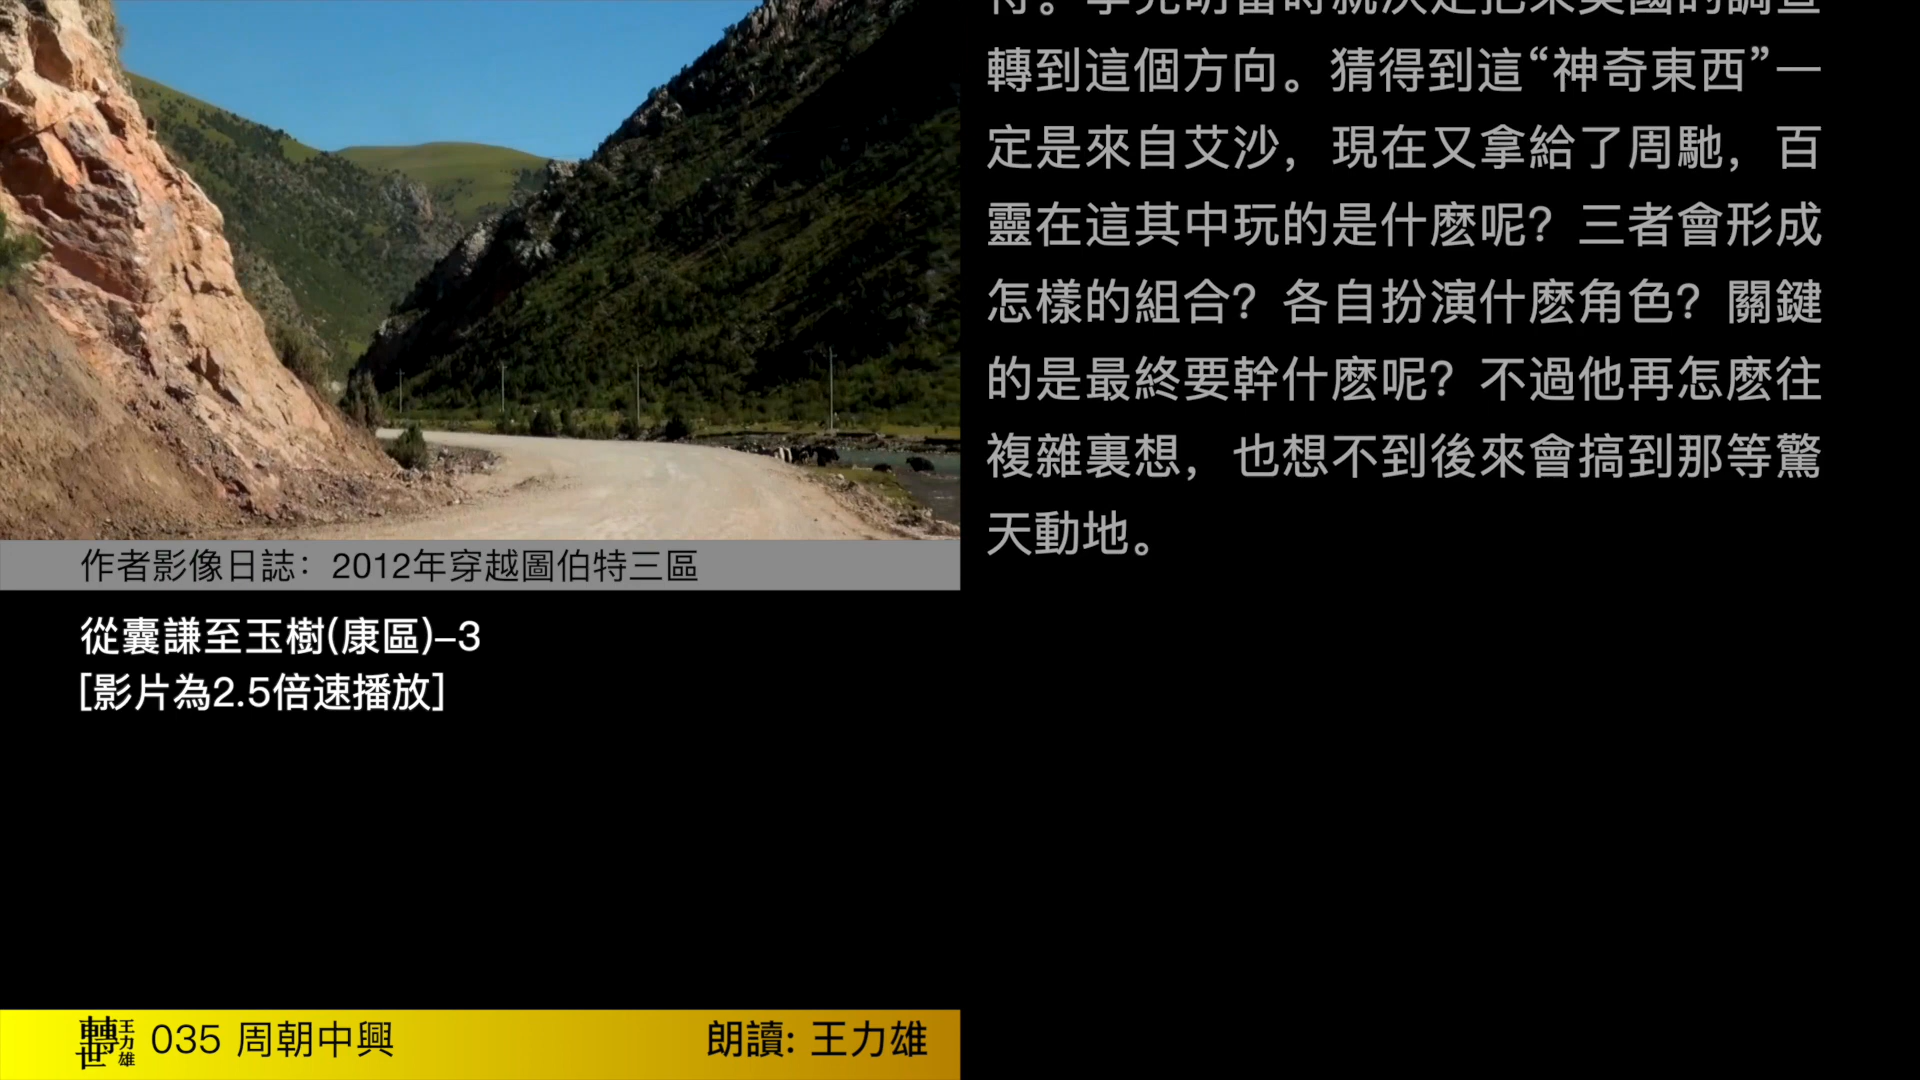 轉到這個方向。猜得到這“神奇東西”一
定是來自艾沙，現在又拿給了周馳，百
靈在這其中玩的是什麽呢？三者會形成
怎樣的組合？各自扮演什麽角色？關鍵
的是最終要幹什麽呢？不過他再怎麽往
複雜裏想，也想不到後來會搞到那等驚
天動地。
作者影像日誌：2012年穿越圖伯特三區
從囊謙至玉樹(康區)–3
[影片為2.5倍速播放]
轉世 王力雄 035 周朝中興
朗讀: 王力雄